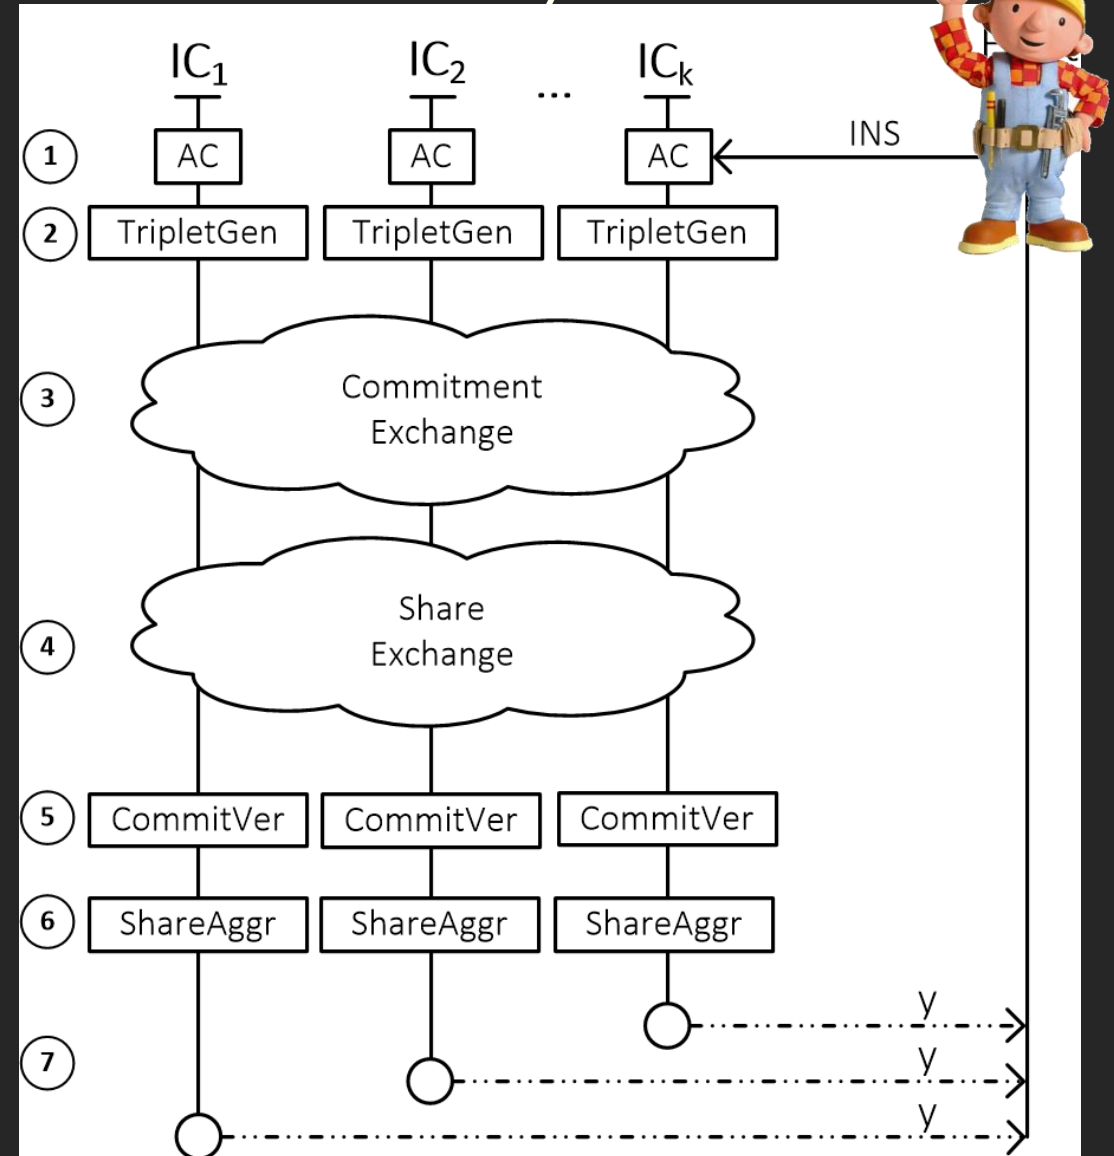 IC1 IC2 ... ICk
1 AC AC AC INS
2 TripletGen TripletGen TripletGen
3 Commitment
Exchange
4 Share
Exchange
5 CommitVer CommitVer CommitVer
6 ShareAggr ShareAggr ShareAggr
y
7 y
y